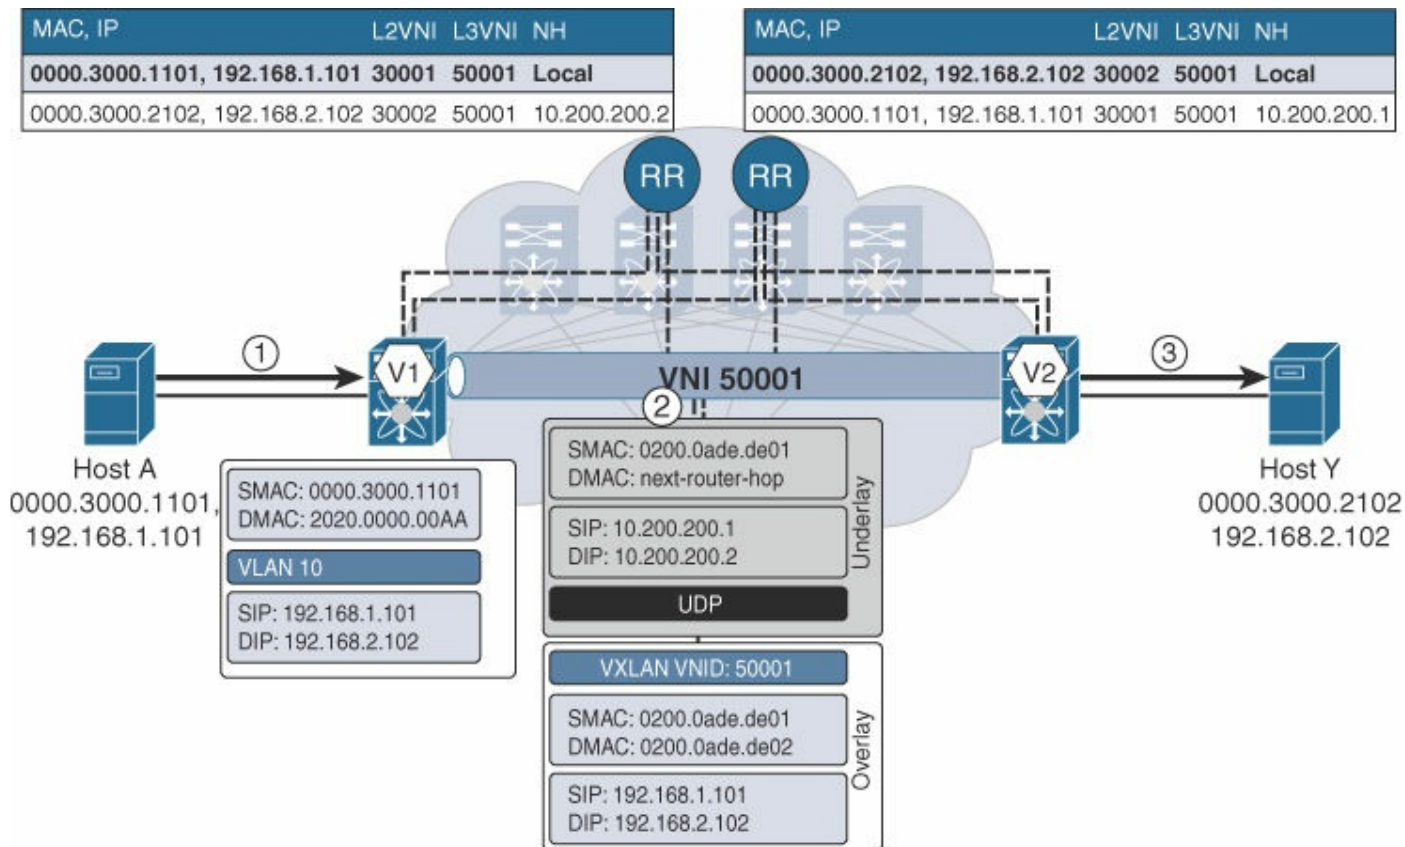 MAC, IP L2VNI L3VNI NH
0000.3000.1101, 192.168.1.101 30001 50001 Local
0000.3000.2102, 192.168.2.102 30002 50001 10.200.200.2
MAC, IP L2VNI L3VNI NH
0000.3000.2102, 192.168.2.102 30002 50001 Local
0000.3000.1101, 192.168.1.101 30001 50001 10.200.200.1
RR
RR
1
V1
VNI 50001
V2
3
2
Host A
0000.3000.1101,
192.168.1.101
SMAC: 0000.3000.1101
DMAC: 2020.0000.00AA
VLAN 10
SIP: 192.168.1.101
DIP: 192.168.2.102
SMAC: 0200.0ade.de01
DMAC: next-router-hop
SIP: 10.200.200.1
DIP: 10.200.200.2
UDP
Underlay
VXLAN VNID: 50001
SMAC: 0200.0ade.de01
DMAC: 0200.0ade.de02
SIP: 192.168.1.101
DIP: 192.168.2.102
Overlay
Host Y
0000.3000.2102
192.168.2.102